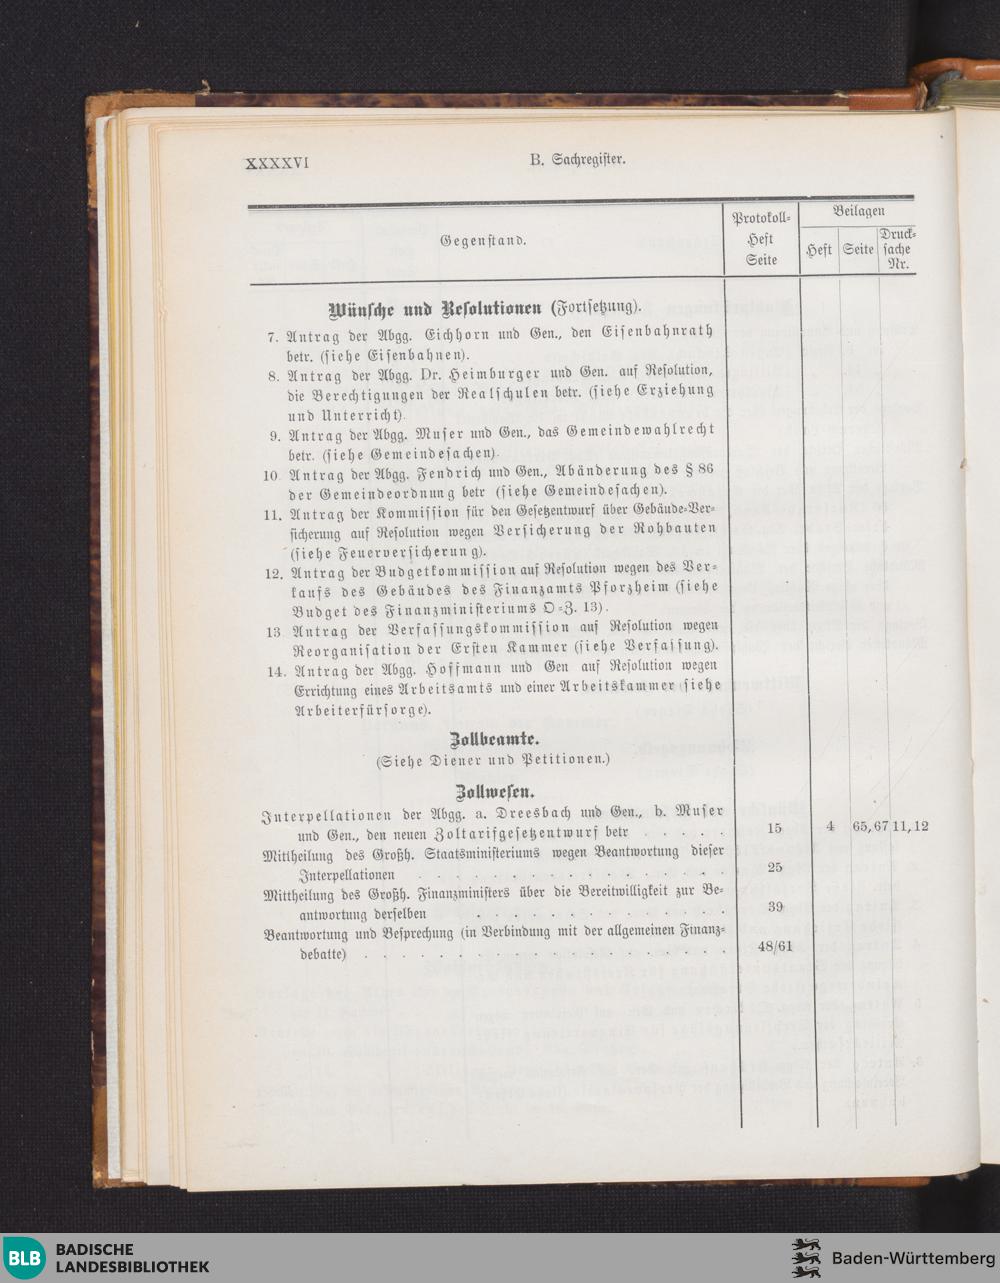 XXXXVI
B. Sachregister.
Gegenstand.
Protokoll-
Heft
Seite
Beilagen
Heft
Seite
Druck-
sache
Nr.
Wünsche und Resolutionen (Fortsetzung).
7. Antrag der Abgg. Eichhorn und Gen., den Eisenbahnrath
betr. (siehe Eisenbahnen).
8. Antrag der Abgg. Dr. Heimburger und Gen. auf Resolution,
die Berechtigungen der Realschulen betr. (siehe Erziehung
und Unterricht).
9. Antrag der Abgg. Muser und Gen., das Gemeindewahlrecht
betr. (siehe Gemeindesachen).
10. Antrag der Abgg. Fendrich und Gen., Abänderung des § 86
der Gemeindeordnung betr (siehe Gemeindesachen).
11. Antrag der Kommission für den Gesetzentwurf über Gebäude-Ver-
sicherung auf Resolution wegen Versicherung der Rohbauten
(siehe Feuerversicherung).
12. Antrag der Budgetkommission auf Resolution wegen des Ver-
kaufs des Gebäudes des Finanzamts Pforzheim (siehe
Budget des Finanzministeriums O-Z. 13).
13. Antrag der Verfassungskommission auf Resolution wegen
Reorganisation der Ersten Kammer (siehe Verfassung).
14. Antrag der Abgg. Hoffmann und Gen auf Resolution wegen
Errichtung eines Arbeitsamts und einer Arbeitskammer siehe
Arbeiterfürsorge).
Zollbeamte.
(Siehe Diener und Petitionen.)
Zollwesen.
Interpellationen der Abgg. a. Dreesbach und Gen., b. Muser
und Gen., den neuen Zoltarifgesetzentwurf betr . . . . . 15 4 65, 67 11, 12
Mittheilung des Großh. Staatsministeriums wegen Beantwortung dieser
Interpellationen . . . . . . . . . . . . . . . . . 25
Mittheilung des Großh. Finanzministers über die Bereitwilligkeit zur Be-
antwortung derselben . . . . . . . . . . . . . . 39
Beantwortung und Besprechung (in Verbindung mit der allgemeinen Finanz-
debatte) . . . . . . . . . . . . . . . . . . . . 48/61
BLB
BADISCHE
LANDESBIBLIOTHEK
Baden-Württemberg